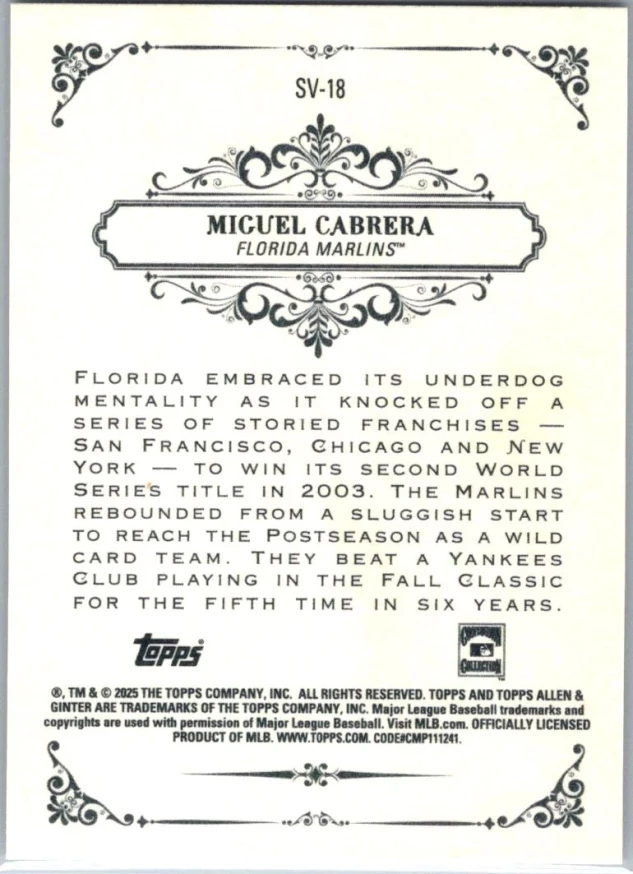 SV-18
MIGUEL CABRERA
FLORIDA MARLINS™
FLORIDA EMBRACED ITS UNDERDOG
MENTALITY AS IT KNOCKED OFF A
SERIES OF STORIED FRANCHISES —
SAN FRANCISCO, CHICAGO AND NEW
YORK — TO WIN ITS SECOND WORLD
SERIES TITLE IN 2003. THE MARLINS
REBOUNDED FROM A SLUGGISH START
TO REACH THE POSTSEASON AS A WILD
CARD TEAM. THEY BEAT A YANKEES
CLUB PLAYING IN THE FALL CLASSIC
FOR THE FIFTH TIME IN SIX YEARS.
Topps®
COOPERSTOWN
COLLECTION™
®, TM & © 2025 THE TOPPS COMPANY, INC. ALL RIGHTS RESERVED. TOPPS AND TOPPS ALLEN &
GINTER ARE TRADEMARKS OF THE TOPPS COMPANY, INC. Major League Baseball trademarks and
copyrights are used with permission of Major League Baseball. Visit MLB.com. OFFICIALLY LICENSED
PRODUCT OF MLB. WWW.TOPPS.COM. CODE#CMP111241.